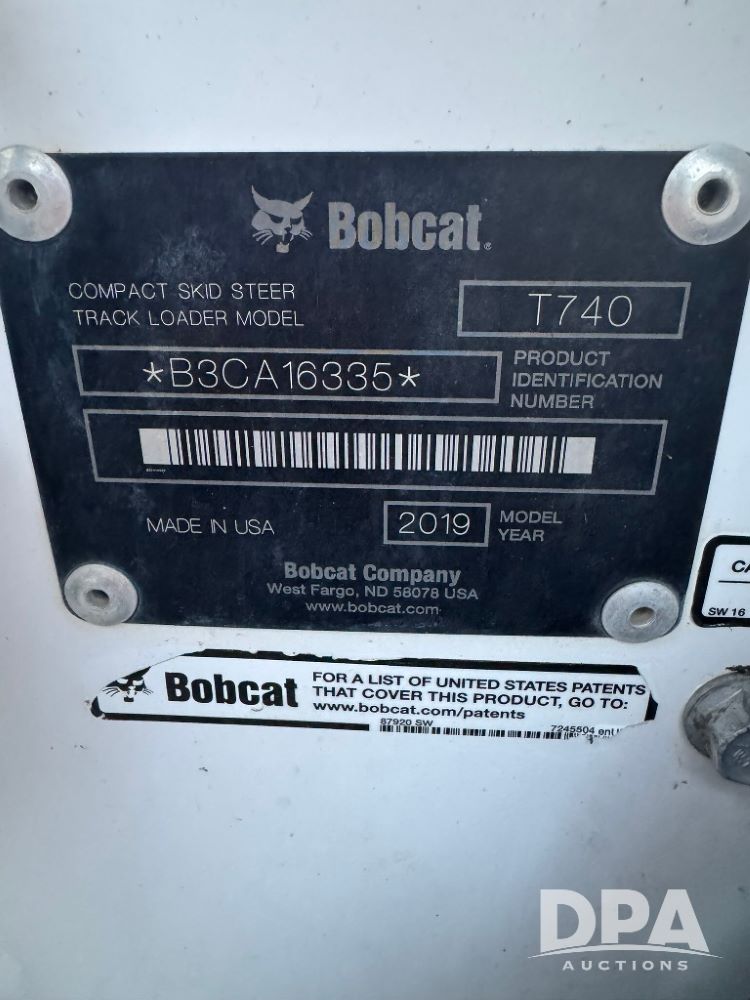 Bobcat®
COMPACT SKID STEER
TRACK LOADER MODEL
T740
*B3CA16335*
PRODUCT
IDENTIFICATION
NUMBER
MADE IN USA
2019
MODEL
YEAR
Bobcat Company
West Fargo, ND 58078 USA
www.bobcat.com
CA
SW 16
Bobcat
FOR A LIST OF UNITED STATES PATENTS
THAT COVER THIS PRODUCT, GO TO:
www.bobcat.com/patents
87920 SW
7245504 enU
DPA
AUCTIONS